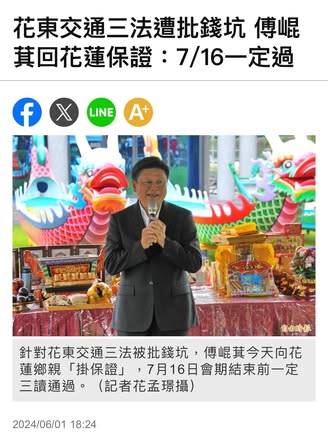 花東交通三法遭批錢坑 傅崐
萁回花蓮保證：7/16一定過
f X LINE A+
自由時報
針對花東交通三法被批錢坑，傅崐萁今天向花
蓮鄉親「掛保證」，7月16日會期結束前一定
三讀通過。（記者花孟璟攝）
2024/06/01 18:24